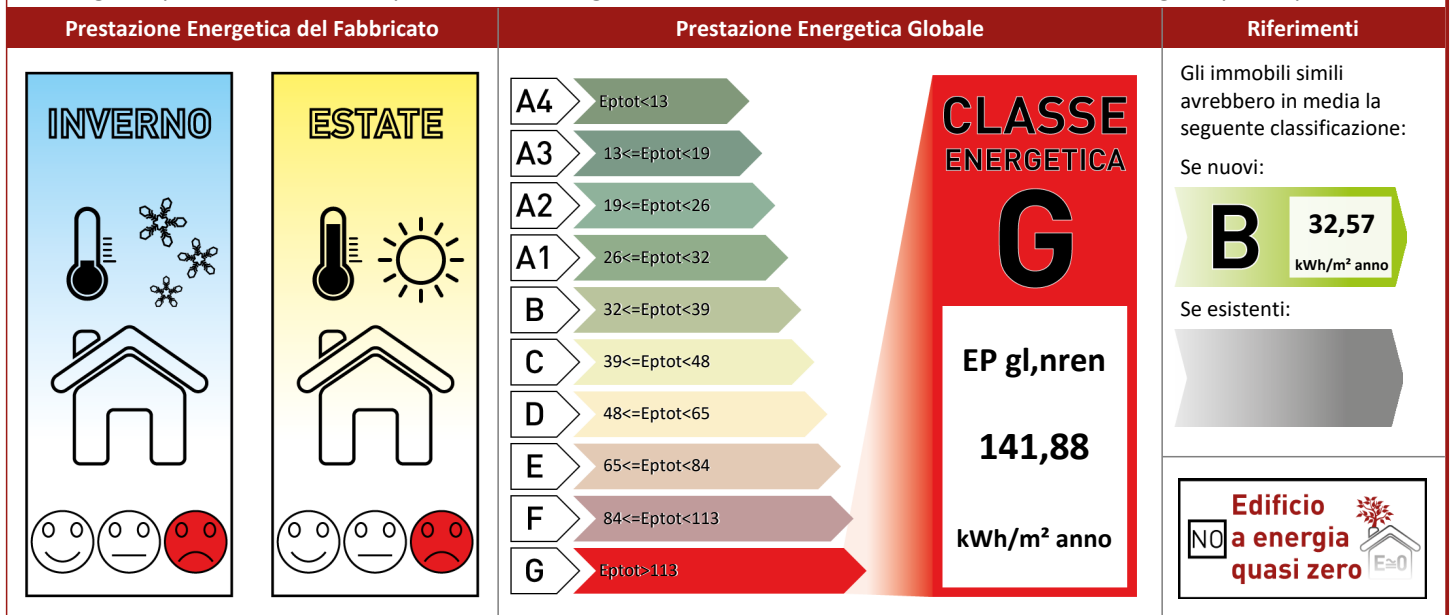 Prestazione Energetica del Fabbricato
Prestazione Energetica Globale
Riferimenti
INVERNO
ESTATE
A4 Eptot<13
A3 13<=Eptot<19
A2 19<=Eptot<26
A1 26<=Eptot<32
B 32<=Eptot<39
C 39<=Eptot<48
D 48<=Eptot<65
E 65<=Eptot<84
F 84<=Eptot<113
G Eptot>113
CLASSE
ENERGETICA
G
EP gl,nren
141,88
kWh/m² anno
Gli immobili simili
avrebbero in media la
seguente classificazione:
Se nuovi:
B
32,57
kWh/m² anno
Se esistenti:
Edificio
NO a energia
quasi zero
E≅0